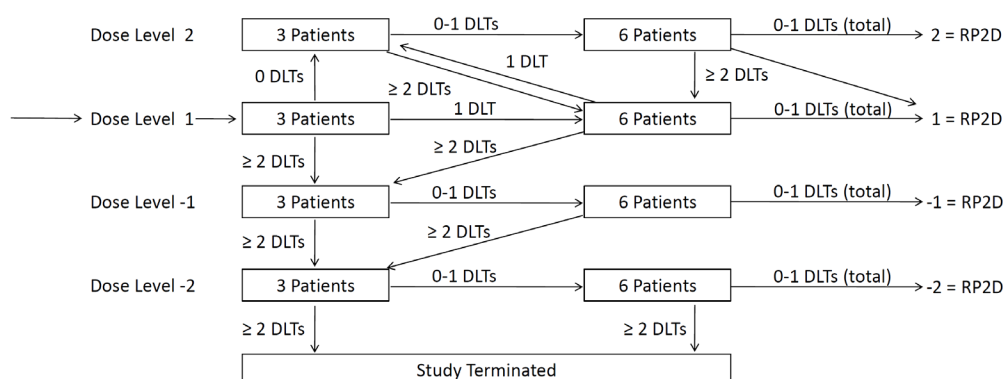 Dose Level 2
3 Patients
0-1 DLTs
6 Patients
0-1 DLTs (total)
2 = RP2D
0 DLTs
≥ 2 DLTs
1 DLT
≥ 2 DLTs
Dose Level 1
3 Patients
1 DLT
6 Patients
0-1 DLTs (total)
1 = RP2D
≥ 2 DLTs
≥ 2 DLTs
Dose Level -1
3 Patients
0-1 DLTs
6 Patients
0-1 DLTs (total)
-1 = RP2D
≥ 2 DLTs
≥ 2 DLTs
Dose Level -2
3 Patients
0-1 DLTs
6 Patients
0-1 DLTs (total)
-2 = RP2D
≥ 2 DLTs
≥ 2 DLTs
Study Terminated